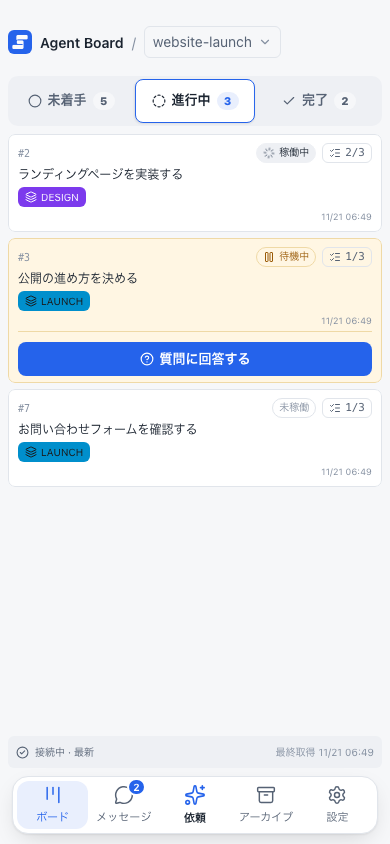 Agent Board / website-launch
未着手 5 進行中 3 完了 2
#2 稼働中 2/3
ランディングページを実装する
DESIGN
11/21 06:49
#3 待機中 1/3
公開の進め方を決める
LAUNCH
11/21 06:49
質問に回答する
#7 未稼働 1/3
お問い合わせフォームを確認する
LAUNCH
11/21 06:49
接続中・最新 最終取得 11/21 06:49
2
ボード メッセージ 依頼 アーカイブ 設定